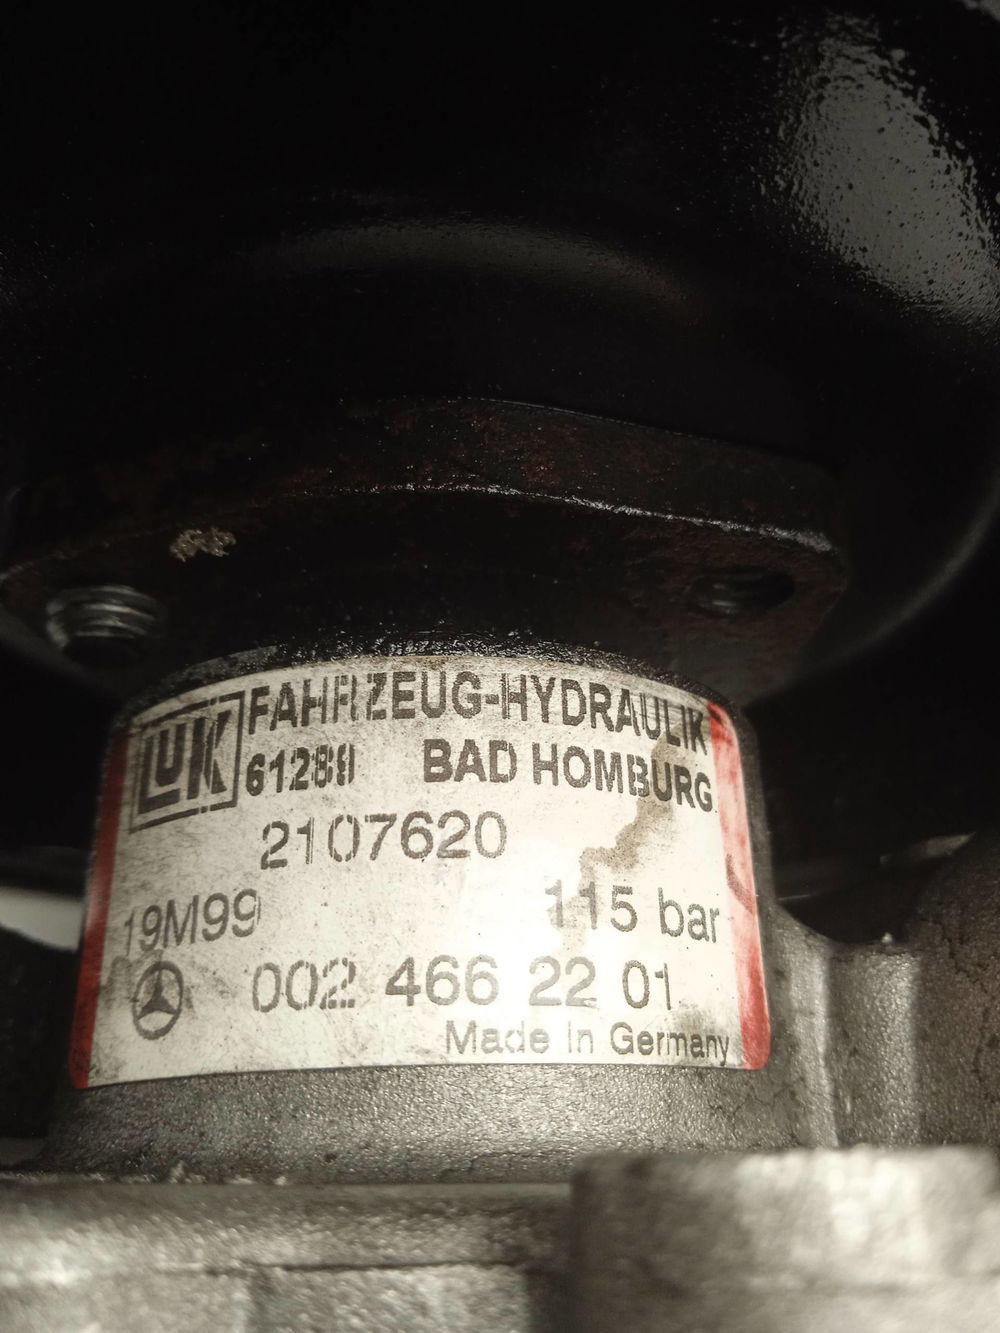 LUK FAHRZEUG-HYDRAULIK
61289 BAD HOMBURG
2107620
19M99 115 bar
002 466 22 01
Made in Germany